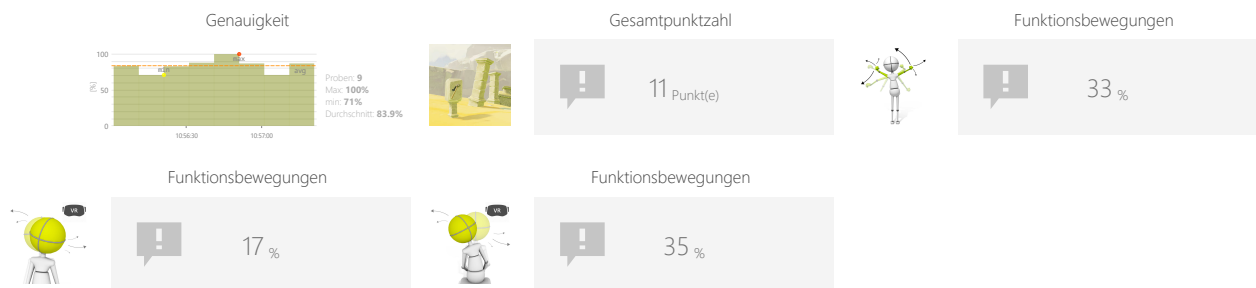 Genauigkeit
100
50
0
[%]
min
max
avg
10:56:30
10:57:00
Proben: 9
Max: 100%
min: 71%
Durchschnitt: 83.9%
Gesamtpunktzahl
11 Punkt(e)
Funktionsbewegungen
33 %
Funktionsbewegungen
VR
17 %
Funktionsbewegungen
VR
35 %